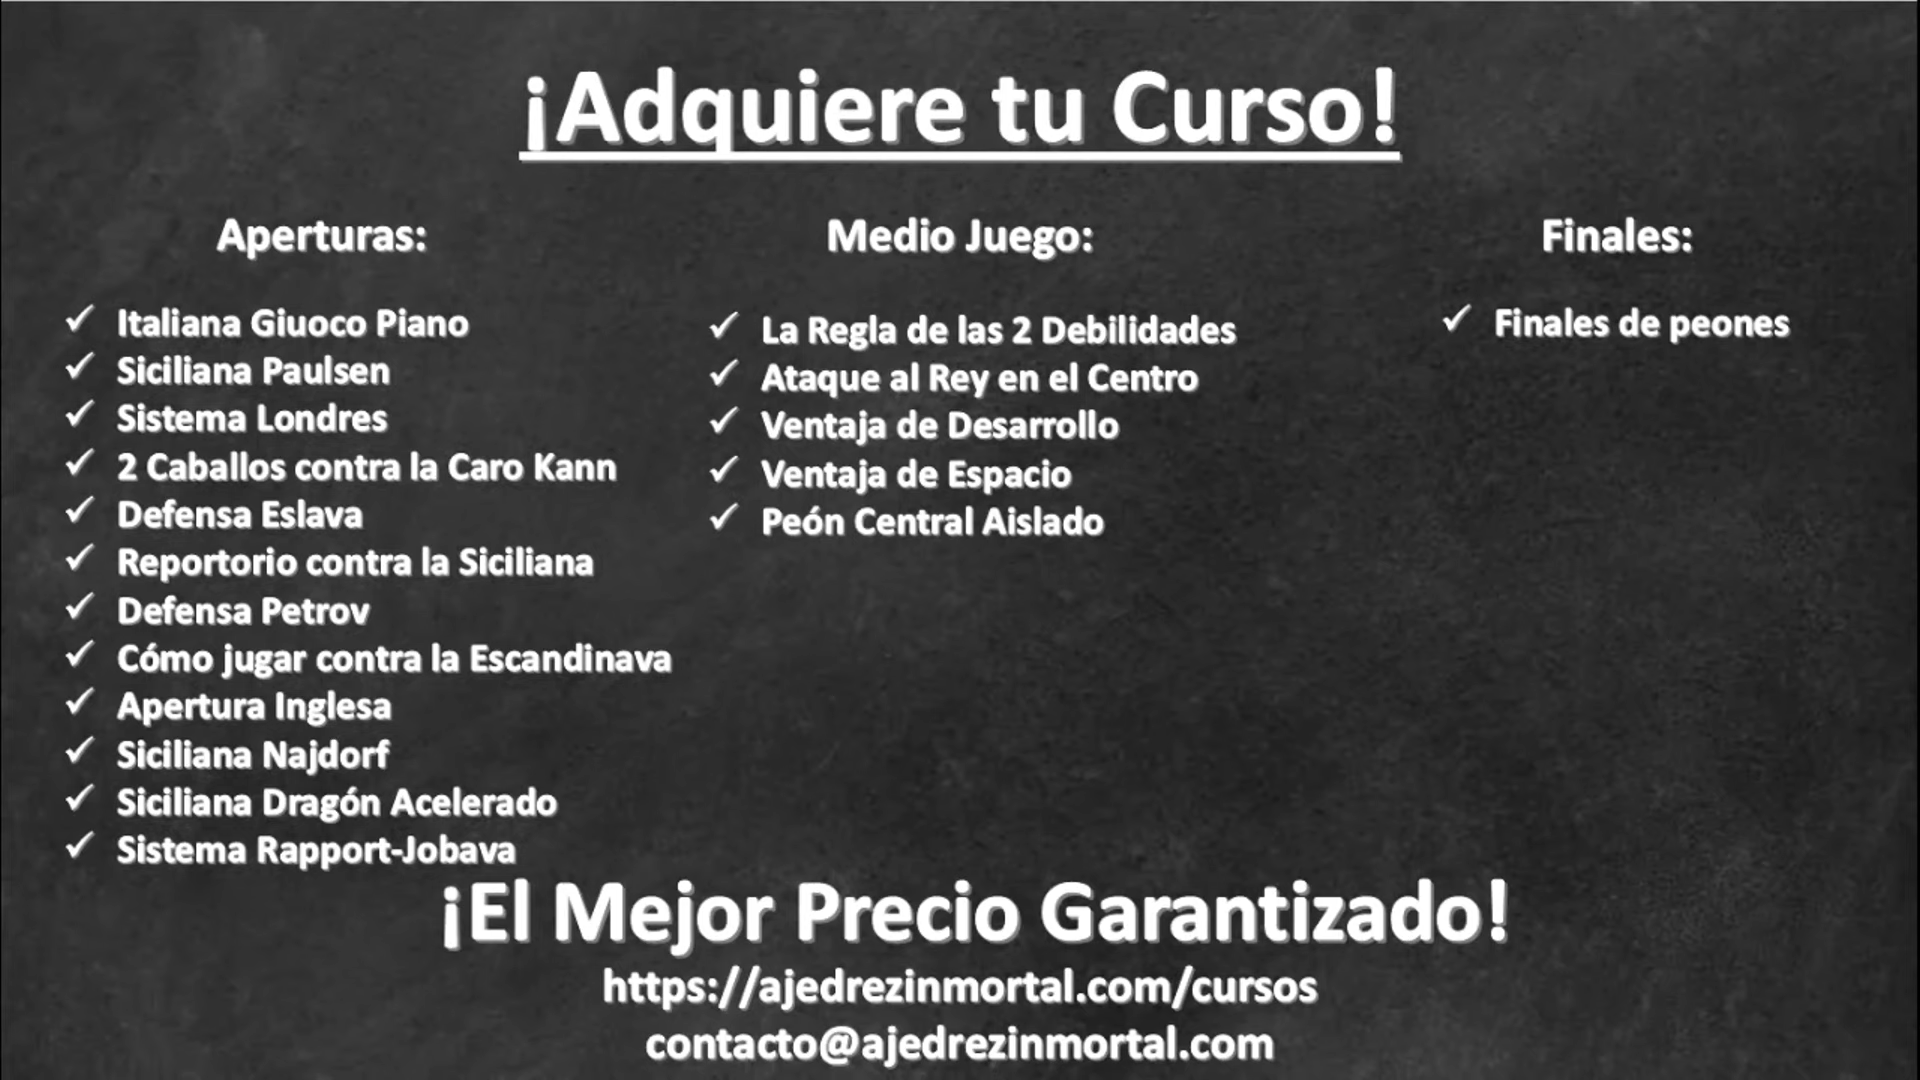 ¡Adquiere tu Curso!
Aperturas:
Italiana Giuoco Piano
Siciliana Paulsen
Sistema Londres
2 Caballos contra la Caro Kann
Defensa Eslava
Reportorio contra la Siciliana
Defensa Petrov
Cómo jugar contra la Escandinava
Apertura Inglesa
Siciliana Najdorf
Siciliana Dragón Acelerado
Sistema Rapport-Jobava
Medio Juego:
La Regla de las 2 Debilidades
Ataque al Rey en el Centro
Ventaja de Desarrollo
Ventaja de Espacio
Peón Central Aislado
Finales:
Finales de peones
¡El Mejor Precio Garantizado!
https://ajedrezinmortal.com/cursos
contacto@ajedrezinmortal.com